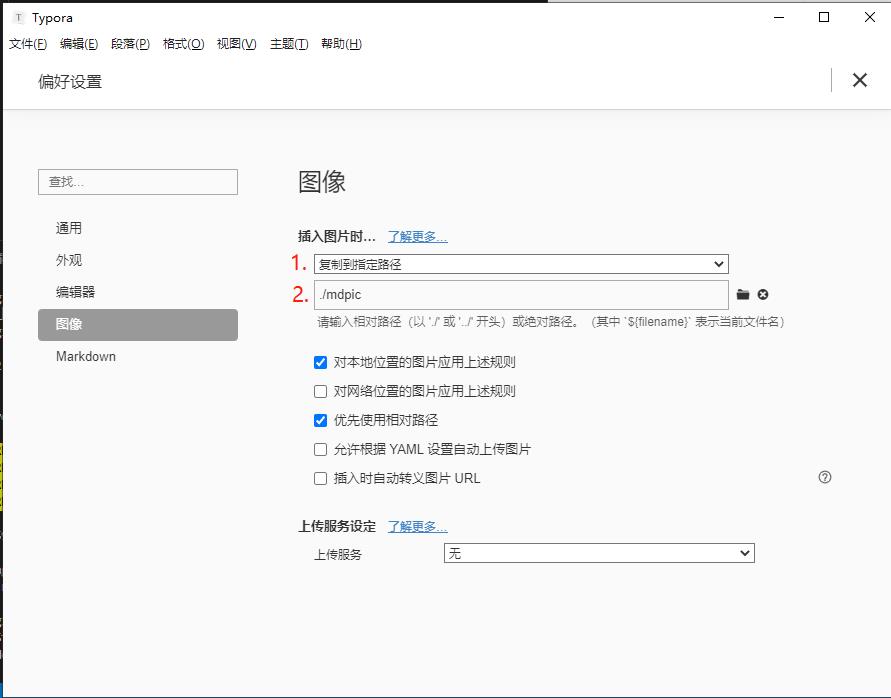 T Typora
文件(F) 编辑(E) 段落(P) 格式(O) 视图(V) 主题(T) 帮助(H)
偏好设置
查找...
通用
外观
编辑器
图像
Markdown
图像
插入图片时... 了解更多...
1. 复制到指定路径
2. ./mdpic
请输入相对路径（以 './' 或 '../' 开头）或绝对路径。（其中 `${filename}` 表示当前文件名）
对本地位置的图片应用上述规则
对网络位置的图片应用上述规则
优先使用相对路径
允许根据 YAML 设置自动上传图片
插入时自动转义图片 URL
上传服务设定 了解更多...
上传服务 无